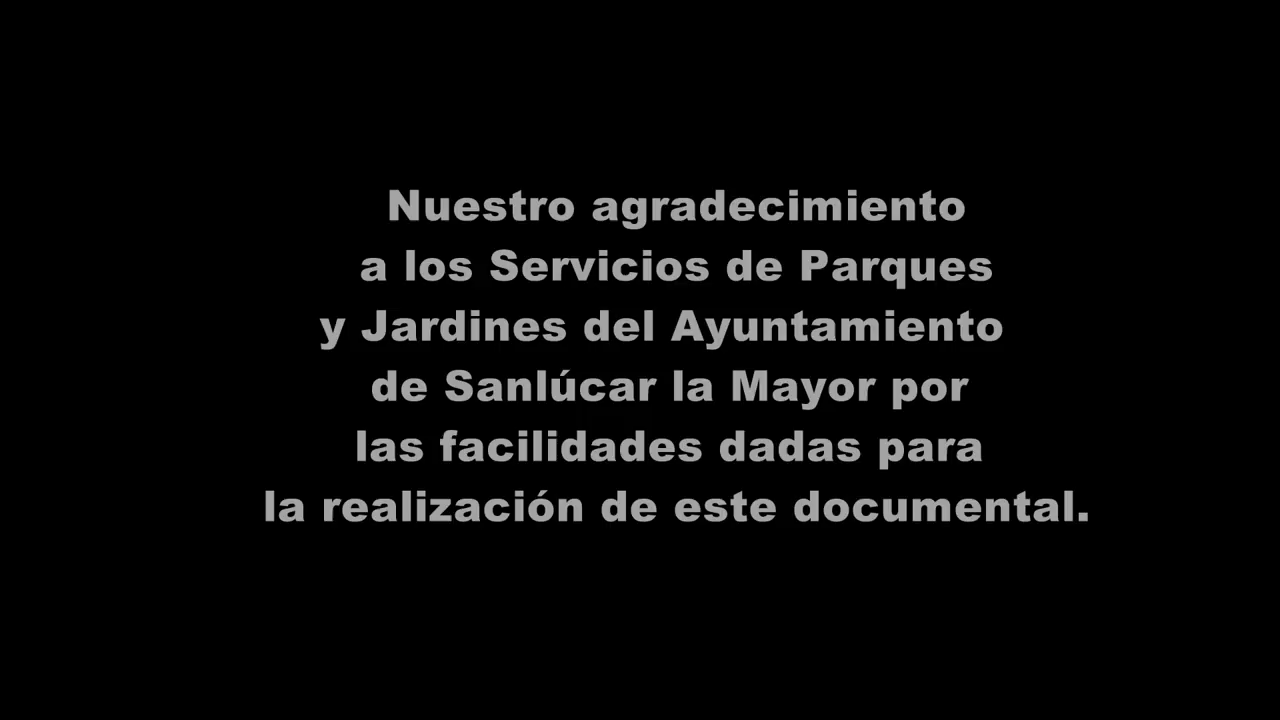 Nuestro agradecimiento
a los Servicios de Parques
y Jardines del Ayuntamiento
de Sanlúcar la Mayor por
las facilidades dadas para
la realización de este documental.